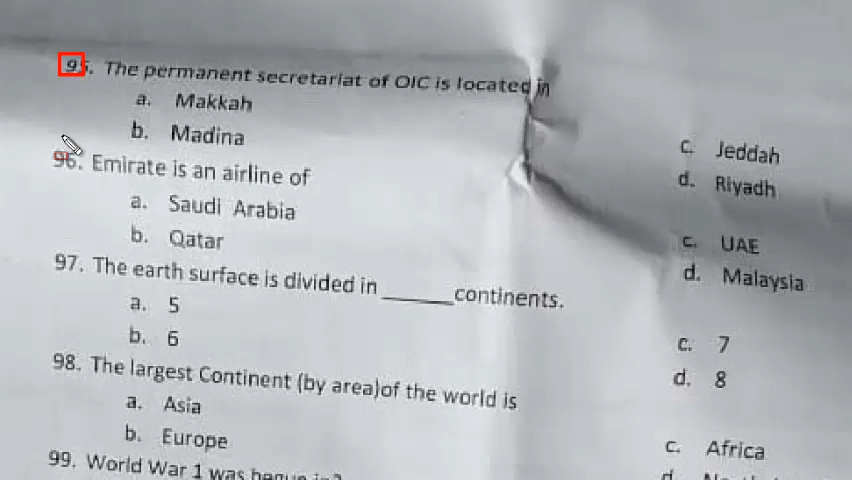 95. The permanent secretariat of OIC is located in
a. Makkah
b. Madina
c. Jeddah
d. Riyadh
96. Emirate is an airline of
a. Saudi Arabia
b. Qatar
c. UAE
d. Malaysia
97. The earth surface is divided in ______ continents.
a. 5
b. 6
c. 7
d. 8
98. The largest Continent (by area)of the world is
a. Asia
b. Europe
c. Africa
d.
99. World War 1 was begun in?